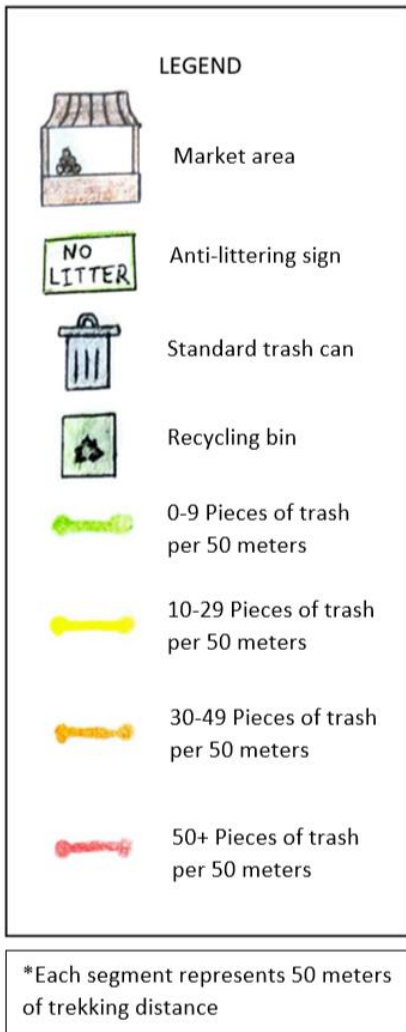 LEGEND
Market area
NO
LITTER
Anti-littering sign
Standard trash can
Recycling bin
0-9 Pieces of trash
per 50 meters
10-29 Pieces of trash
per 50 meters
30-49 Pieces of trash
per 50 meters
50+ Pieces of trash
per 50 meters
*Each segment represents 50 meters
of trekking distance